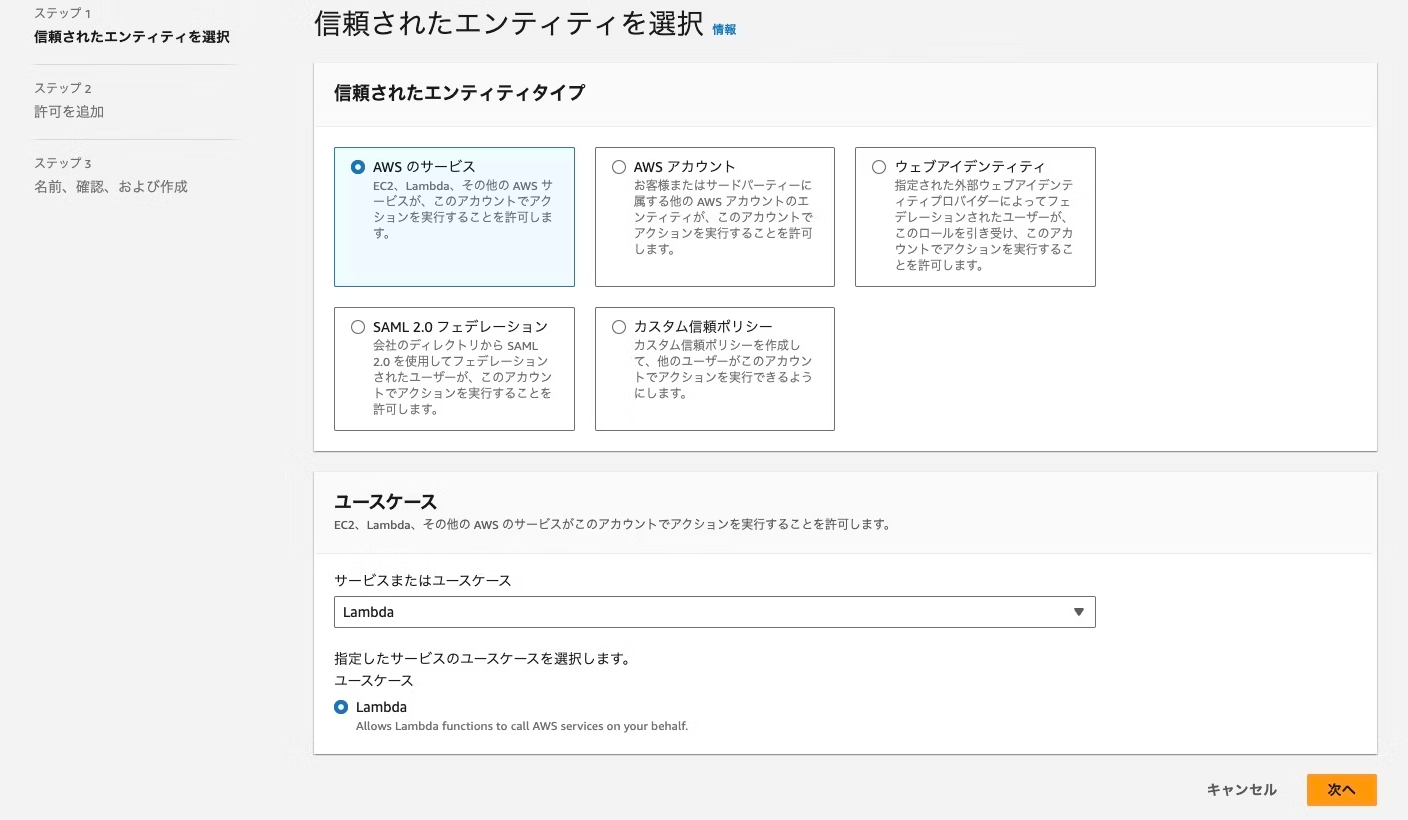 ステップ 1
信頼されたエンティティを選択
ステップ 2
許可を追加
ステップ 3
名前、確認、および作成
信頼されたエンティティを選択 情報
信頼されたエンティティタイプ
AWS のサービス
EC2、Lambda、その他の AWS サ
ービスが、このアカウントでアク
ションを実行することを許可しま
す。
AWS アカウント
お客様またはサードパーティーに
属する他の AWS アカウントのエ
ンティティが、このアカウントで
アクションを実行することを許可
します。
ウェブアイデンティティ
指定された外部ウェブアイデンテ
ィティプロバイダーによってフェ
デレーションされたユーザーが、
このロールを引き受け、このアカ
ウントでアクションを実行するこ
とを許可します。
SAML 2.0 フェデレーション
会社のディレクトリから SAML
2.0 を使用してフェデレーション
されたユーザーが、このアカウン
トでアクションを実行することを
許可します。
カスタム信頼ポリシー
カスタム信頼ポリシーを作成し
て、他のユーザーがこのアカウン
トでアクションを実行できるよう
にします。
ユースケース
EC2、Lambda、その他の AWS のサービスがこのアカウントでアクションを実行することを許可します。
サービスまたはユースケース
Lambda
指定したサービスのユースケースを選択します。
ユースケース
Lambda
Allows Lambda functions to call AWS services on your behalf.
キャンセル
次へ